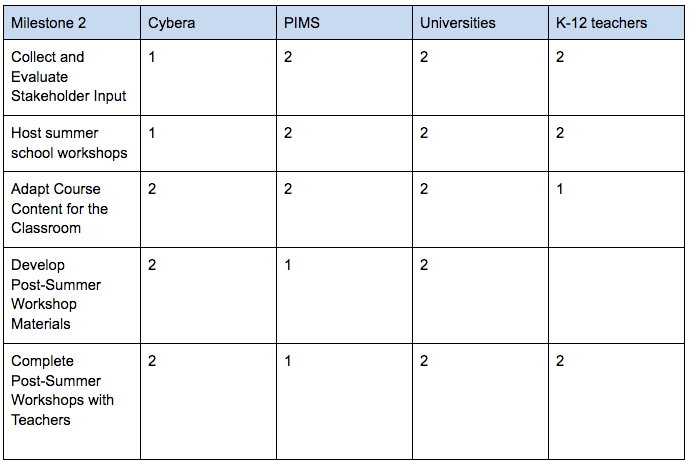 Milestone 2 Cybera PIMS Universities K-12 teachers
Collect and 1 2 2 2
Evaluate
Stakeholder Input
Host summer 1 2 2 2
school workshops
Adapt Course 2 2 2 1
Content for the
Classroom
Develop 2 1 2
Post-Summer
Workshop
Materials
Complete 2 1 2 2
Post-Summer
Workshops with
Teachers